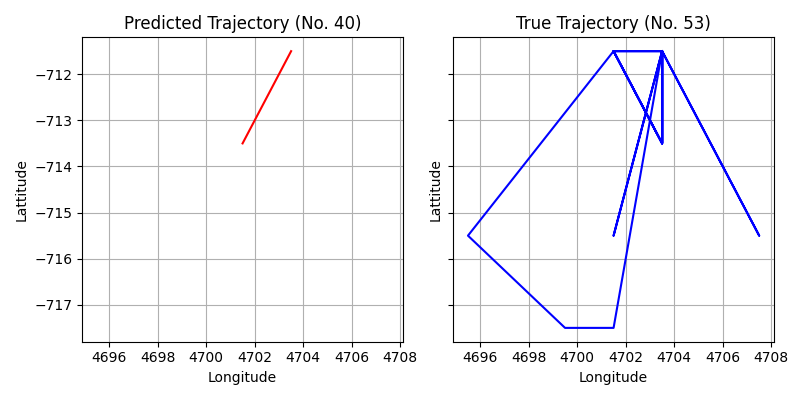 Predicted Trajectory (No. 40)
True Trajectory (No. 53)
Lattitude
−712
−713
−714
−715
−716
−717
4696 4698 4700 4702 4704 4706 4708
Longitude
Lattitude
4696 4698 4700 4702 4704 4706 4708
Longitude